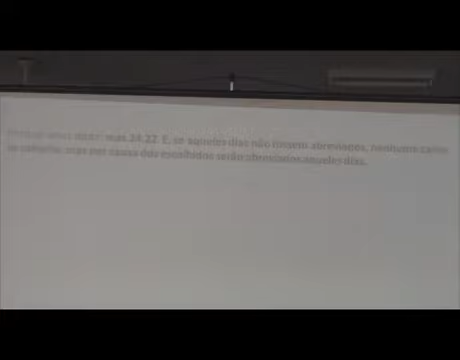 mas 24.22 E, se aqueles dias não fossem abreviados, nenhuma carne
se salvaria; mas por causa dos escolhidos serão abreviados aqueles dias.